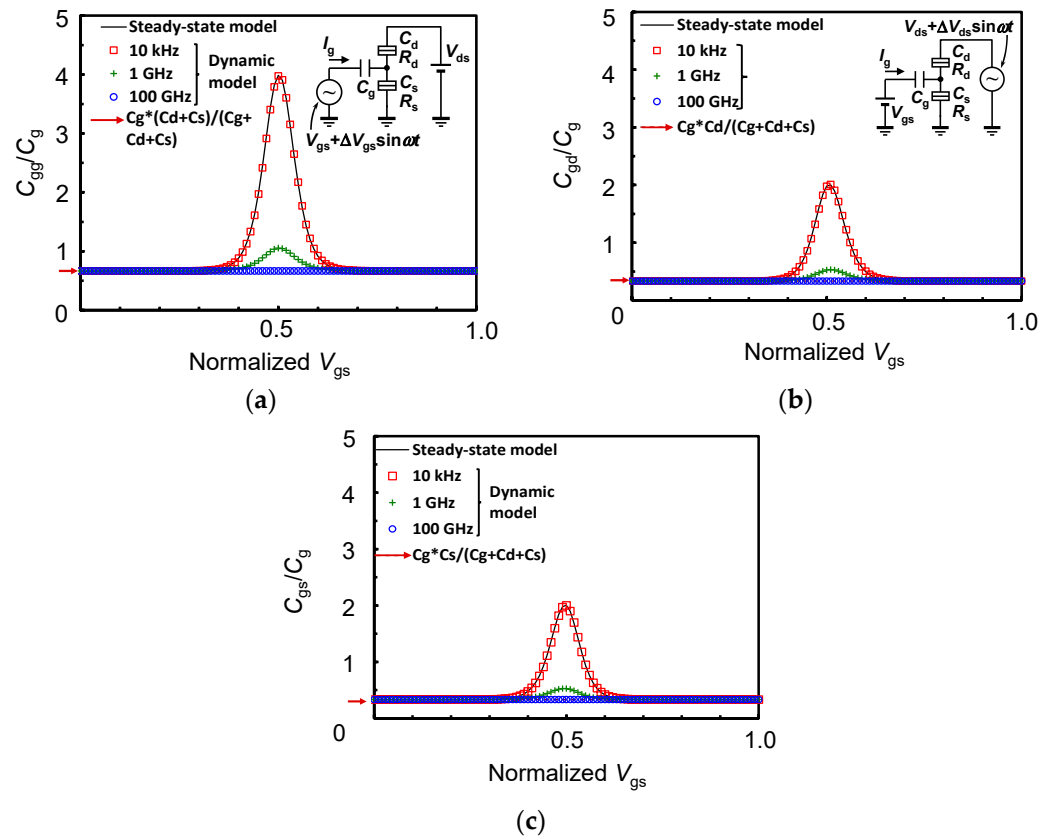 Steady-state model
10 kHz
1 GHz
100 GHz
Dynamic
model
Cg*(Cd+Cs)/(Cg+
Cd+Cs)
Ig
Cg
Cd
Rd
Cs
Rs
Vds
Vgs+ΔVgssinωt
Cgg/Cg
5
4
3
2
1
0
0.5
1.0
Normalized Vgs
(a)
Steady-state model
10 kHz
1 GHz
100 GHz
Cg*Cd/(Cg+Cd+Cs)
Vds+ΔVdssinωt
Ig
Cg
Cd
Rd
Cs
Rs
Vgs
Cgd/Cg
5
4
3
2
1
0
0.5
1.0
Normalized Vgs
(b)
Steady-state model
10 kHz
1 GHz
100 GHz
Dynamic
model
Cg*Cs/(Cg+Cd+Cs)
Cgs/Cg
5
4
3
2
1
0
0.5
1.0
Normalized Vgs
(c)